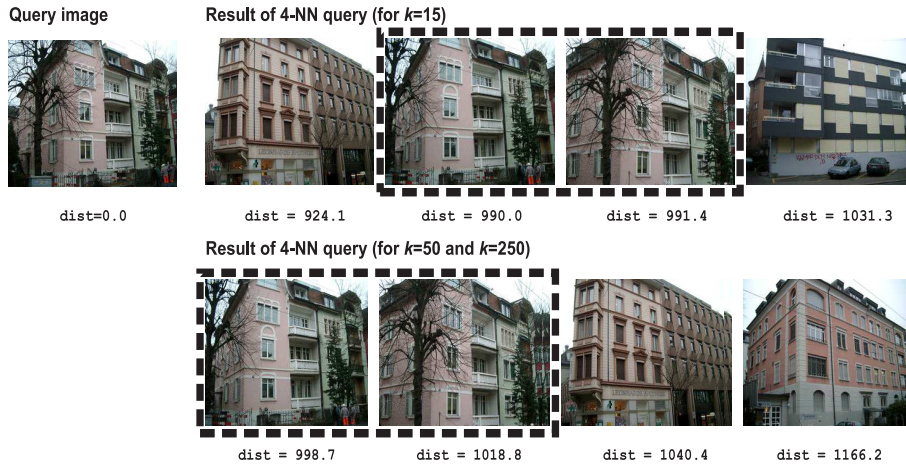 Query image
Result of 4-NN query (for k=15)
dist=0.0
dist = 924.1
dist = 990.0
dist = 991.4
dist = 1031.3
Result of 4-NN query (for k=50 and k=250)
dist = 998.7
dist = 1018.8
dist = 1040.4
dist = 1166.2